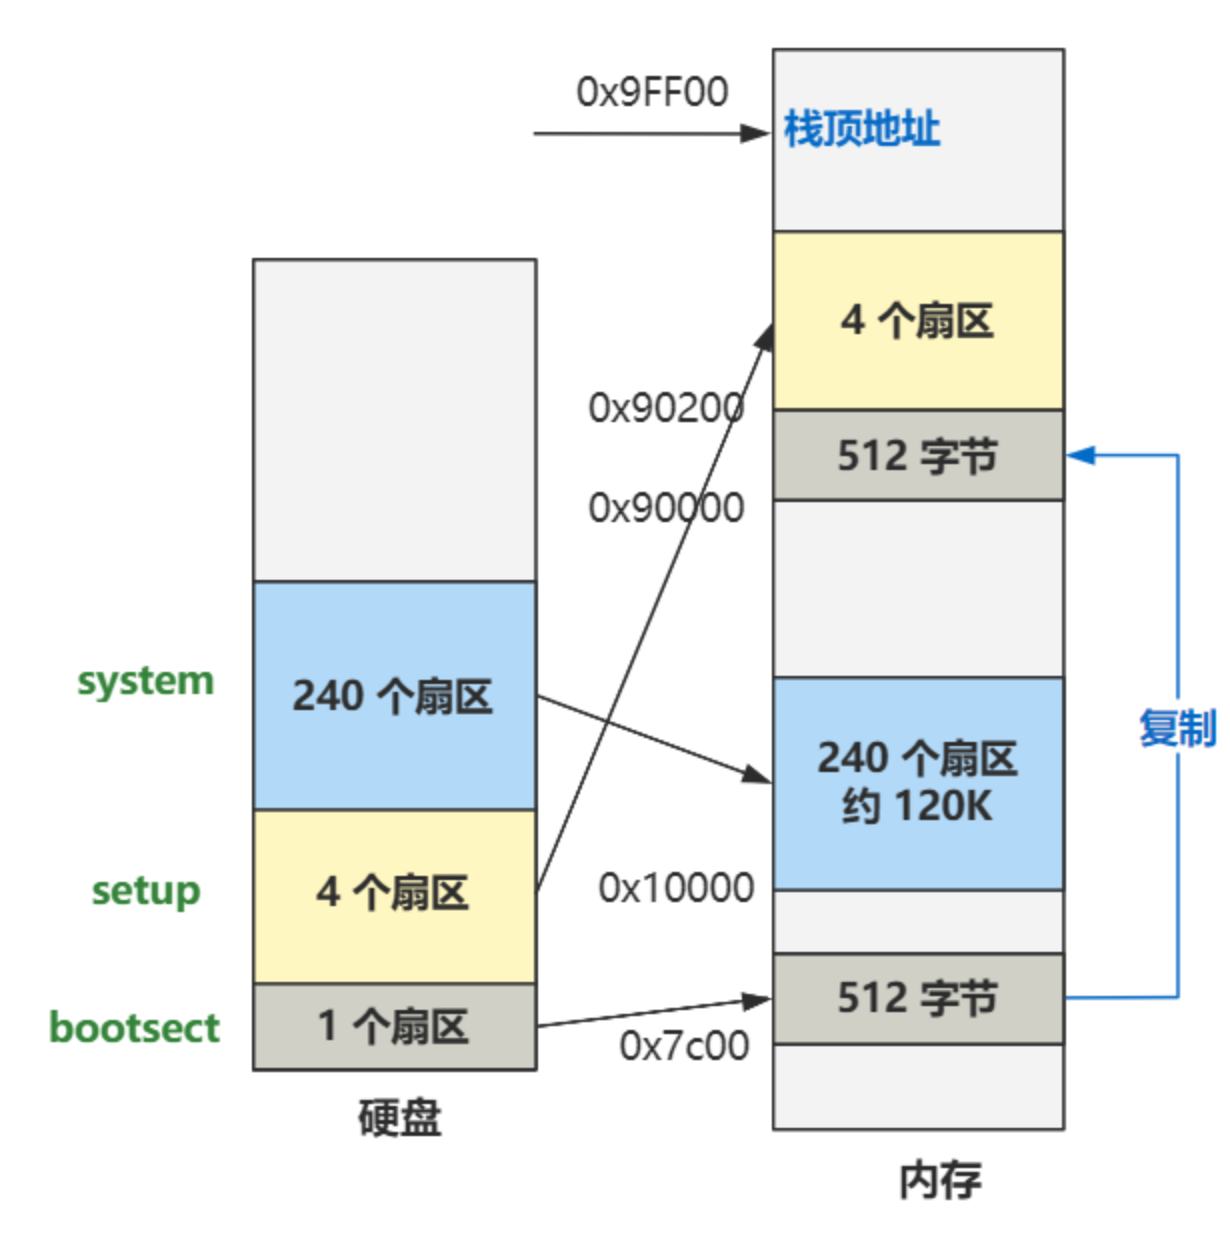 0x9FF00
栈顶地址
4 个扇区
0x90200
512 字节
0x90000
system
240 个扇区
240 个扇区
约 120K
复制
setup
4 个扇区
0x10000
bootsect
1 个扇区
512 字节
0x7c00
硬盘
内存